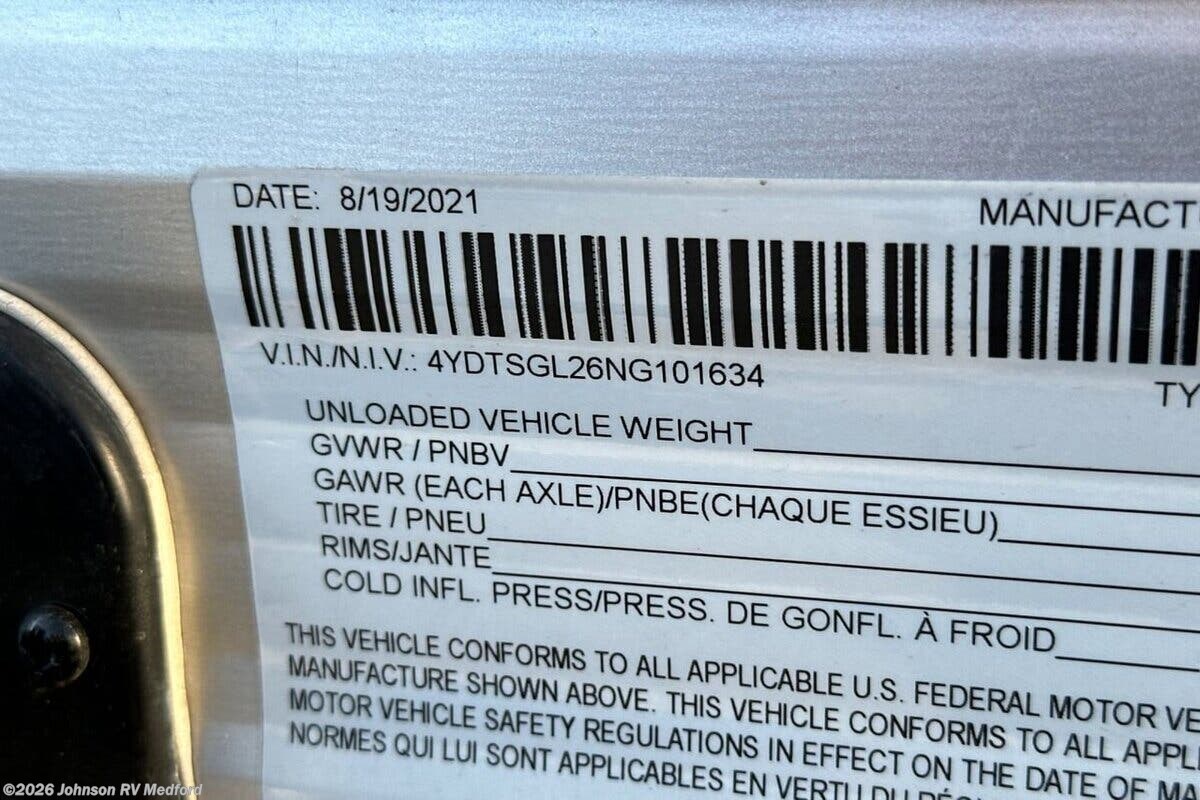 DATE: 8/19/2021 MANUFACT
V.I.N./N.I.V.: 4YDTSGL26NG101634
TY
UNLOADED VEHICLE WEIGHT
GVWR / PNBV
GAWR (EACH AXLE)/PNBE(CHAQUE ESSIEU)
TIRE / PNEU
RIMS/JANTE
COLD INFL. PRESS/PRESS. DE GONFL. À FROID
THIS VEHICLE CONFORMS TO ALL APPLICABLE U.S. FEDERAL MOTOR VE
MANUFACTURE SHOWN ABOVE. THIS VEHICLE CONFORMS TO ALL APPLI
MOTOR VEHICLE SAFETY REGULATIONS IN EFFECT ON THE DATE OF MA
NORMES QUI LUI SONT APPLICABLES EN VERTU DU
©2026 Johnson RV Medford